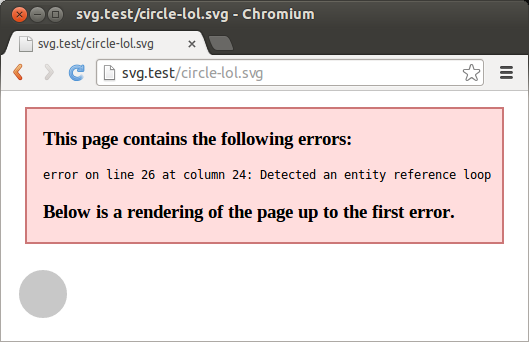 svg.test/circle-lol.svg - Chromium
svg.test/circle-lol.svg
svg.test/circle-lol.svg
This page contains the following errors:
error on line 26 at column 24: Detected an entity reference loop
Below is a rendering of the page up to the first error.